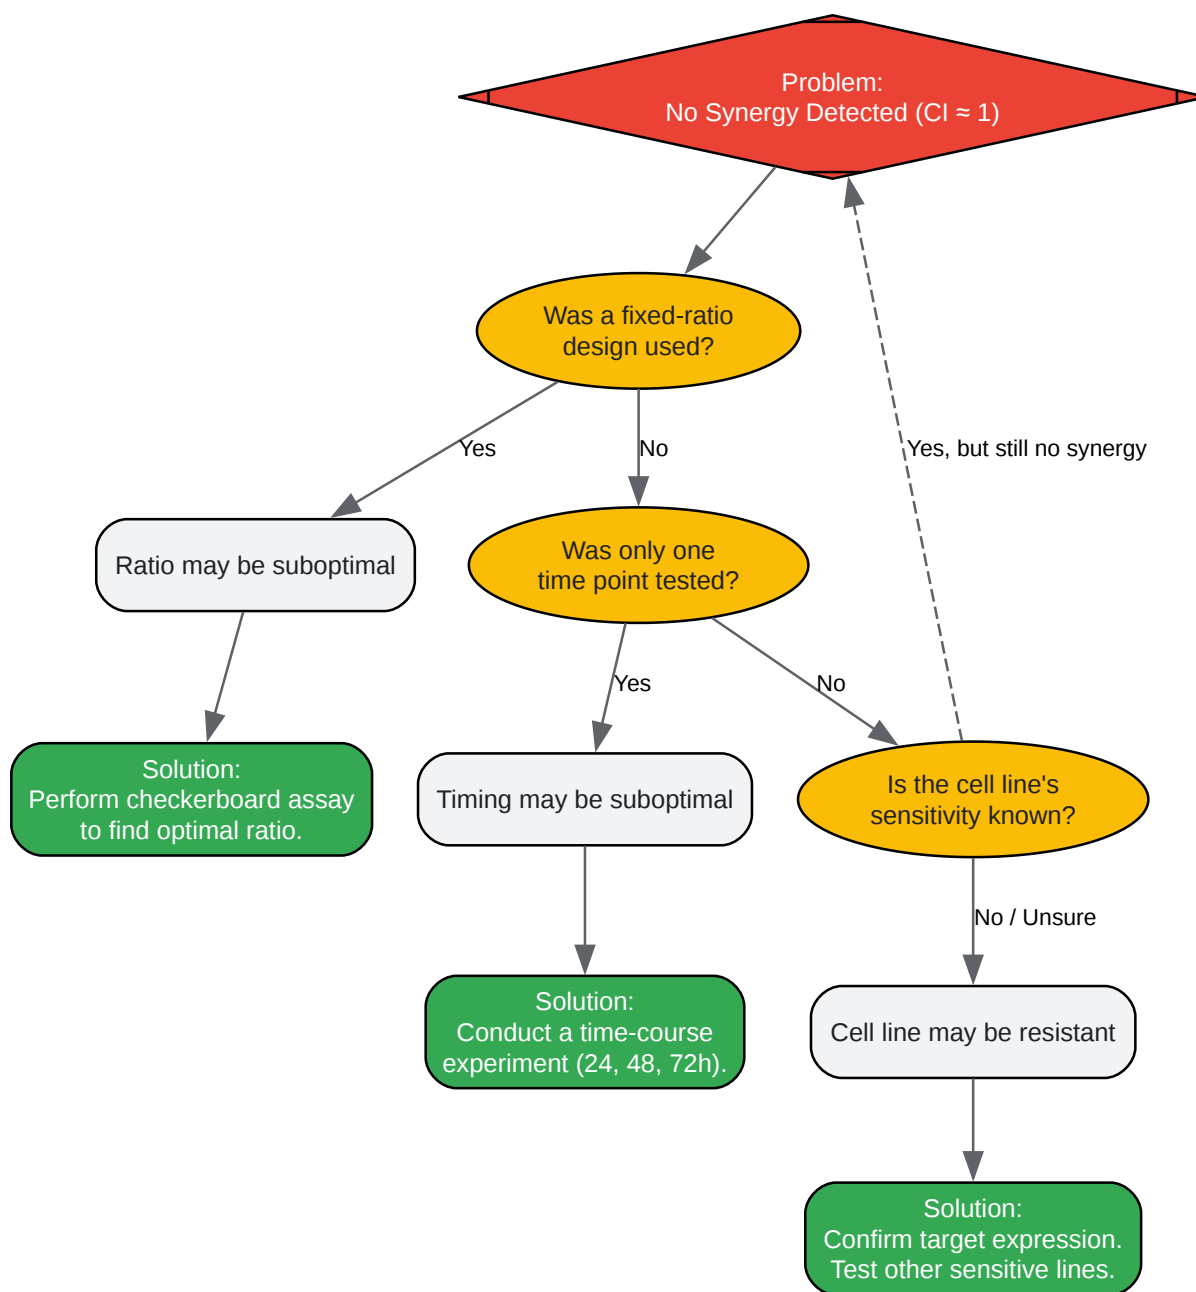 Problem:
No Synergy Detected (CI ≈ 1)
Was a fixed-ratio
design used?
Yes
No
Yes, but still no synergy
Ratio may be suboptimal
Was only one
time point tested?
Yes
No
Solution:
Perform checkerboard assay
to find optimal ratio.
Timing may be suboptimal
Is the cell line's
sensitivity known?
No / Unsure
Solution:
Conduct a time-course
experiment (24, 48, 72h).
Cell line may be resistant
Solution:
Confirm target expression.
Test other sensitive lines.